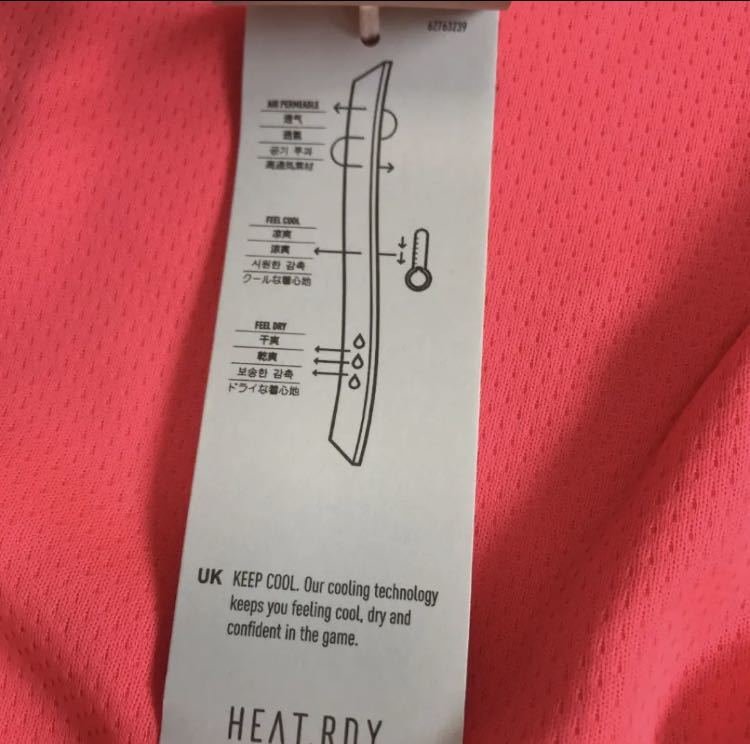 62763239
AIR PERMEABLE
透气
透氣
공기 투과
高通気素材
FEEL COOL
凉爽
涼爽
시원한 감촉
クールな着心地
FEEL DRY
干爽
乾爽
보송한 감촉
ドライな着心地
UK KEEP COOL. Our cooling technology
keeps you feeling cool, dry and
confident in the game.
HEAT.RDY